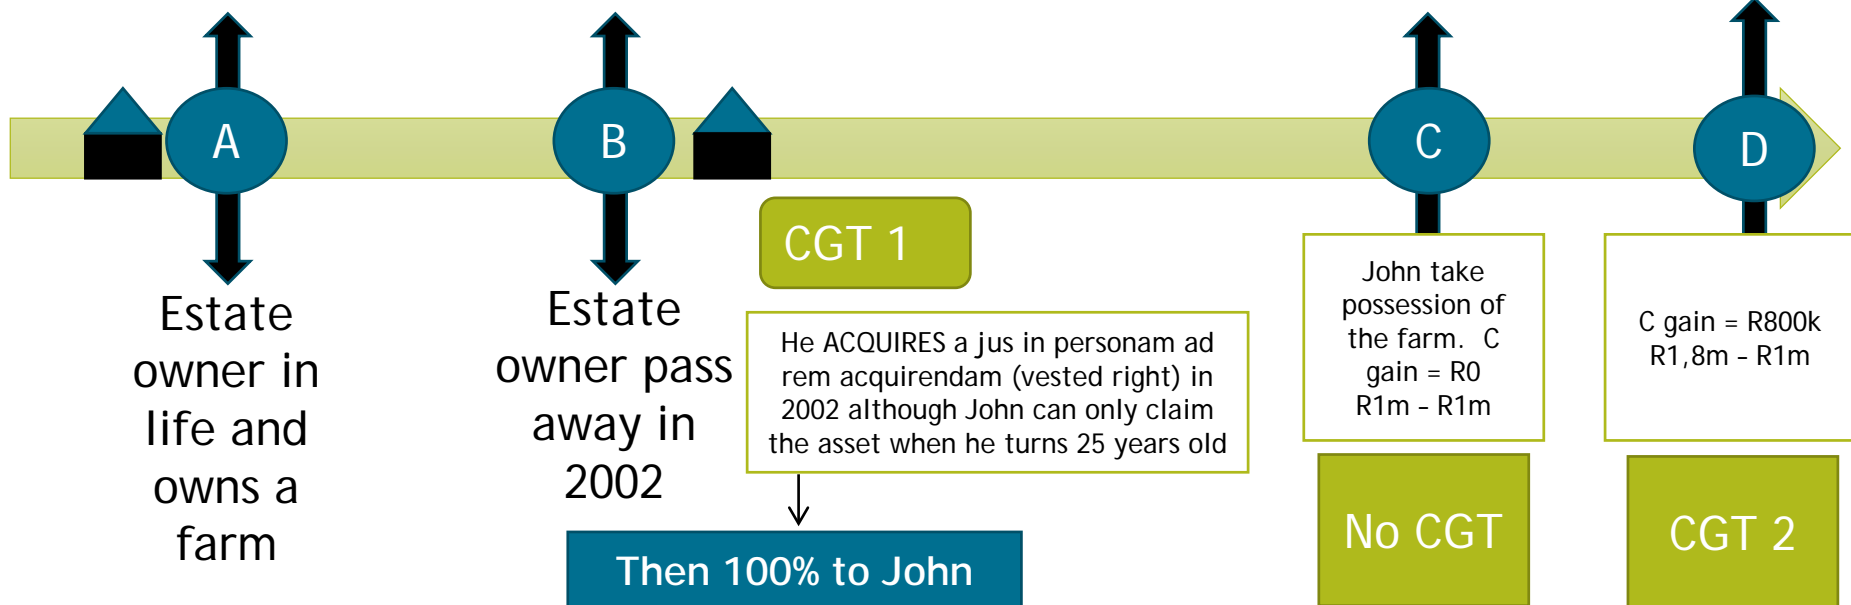 A
B
C
D
Estate
owner in
life and
owns a
farm
Estate
owner pass
away in
2002
CGT 1
He ACQUIRES a jus in personam ad
rem acquirendam (vested right) in
2002 although John can only claim
the asset when he turns 25 years old
Then 100% to John
John take
possession of
the farm. C
gain = R0
R1m – R1m
No CGT
C gain = R800k
R1,8m – R1m
CGT 2